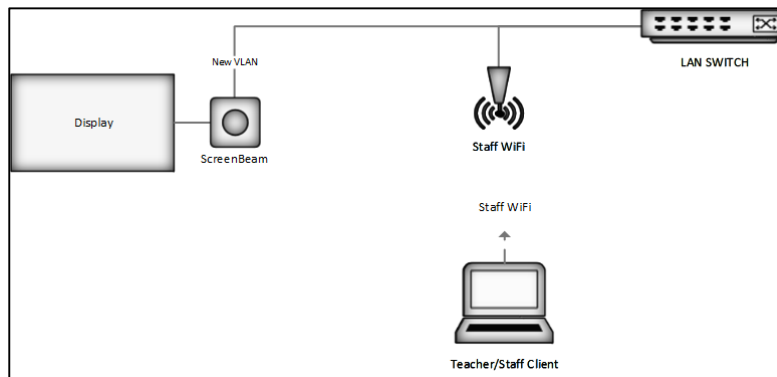 New VLAN
LAN SWITCH
Display
ScreenBeam
Staff WiFi
Staff WiFi
Teacher/Staff Client